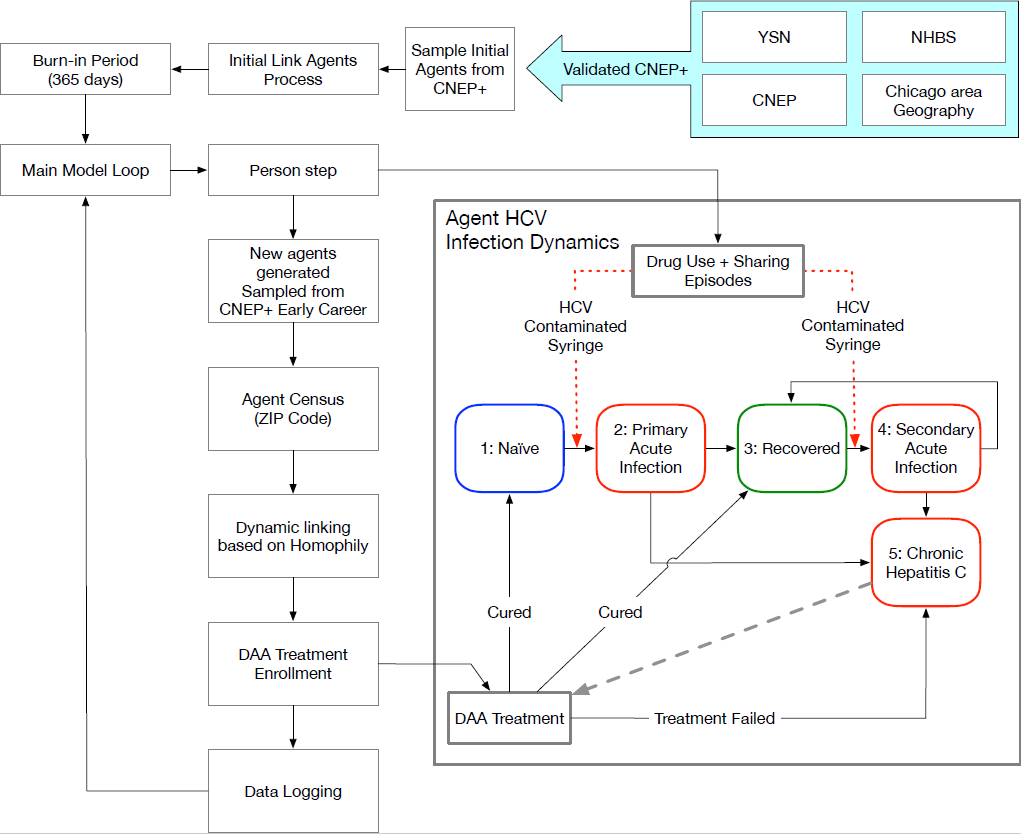 YSN
NHBS
CNEP
Chicago area
Geography
Validated CNEP+
Sample Initial
Agents from
CNEP+
Initial Link Agents
Process
Burn-in Period
(365 days)
Main Model Loop
Person step
New agents
generated
Sampled from
CNEP+ Early Career
Agent Census
(ZIP Code)
Dynamic linking
based on Homophily
DAA Treatment
Enrollment
Data Logging
Agent HCV
Infection Dynamics
Drug Use + Sharing
Episodes
HCV
Contaminated
Syringe
HCV
Contaminated
Syringe
1: Naïve
2: Primary
Acute
Infection
3: Recovered
4: Secondary
Acute
Infection
5: Chronic
Hepatitis C
Cured
Cured
DAA Treatment
Treatment Failed